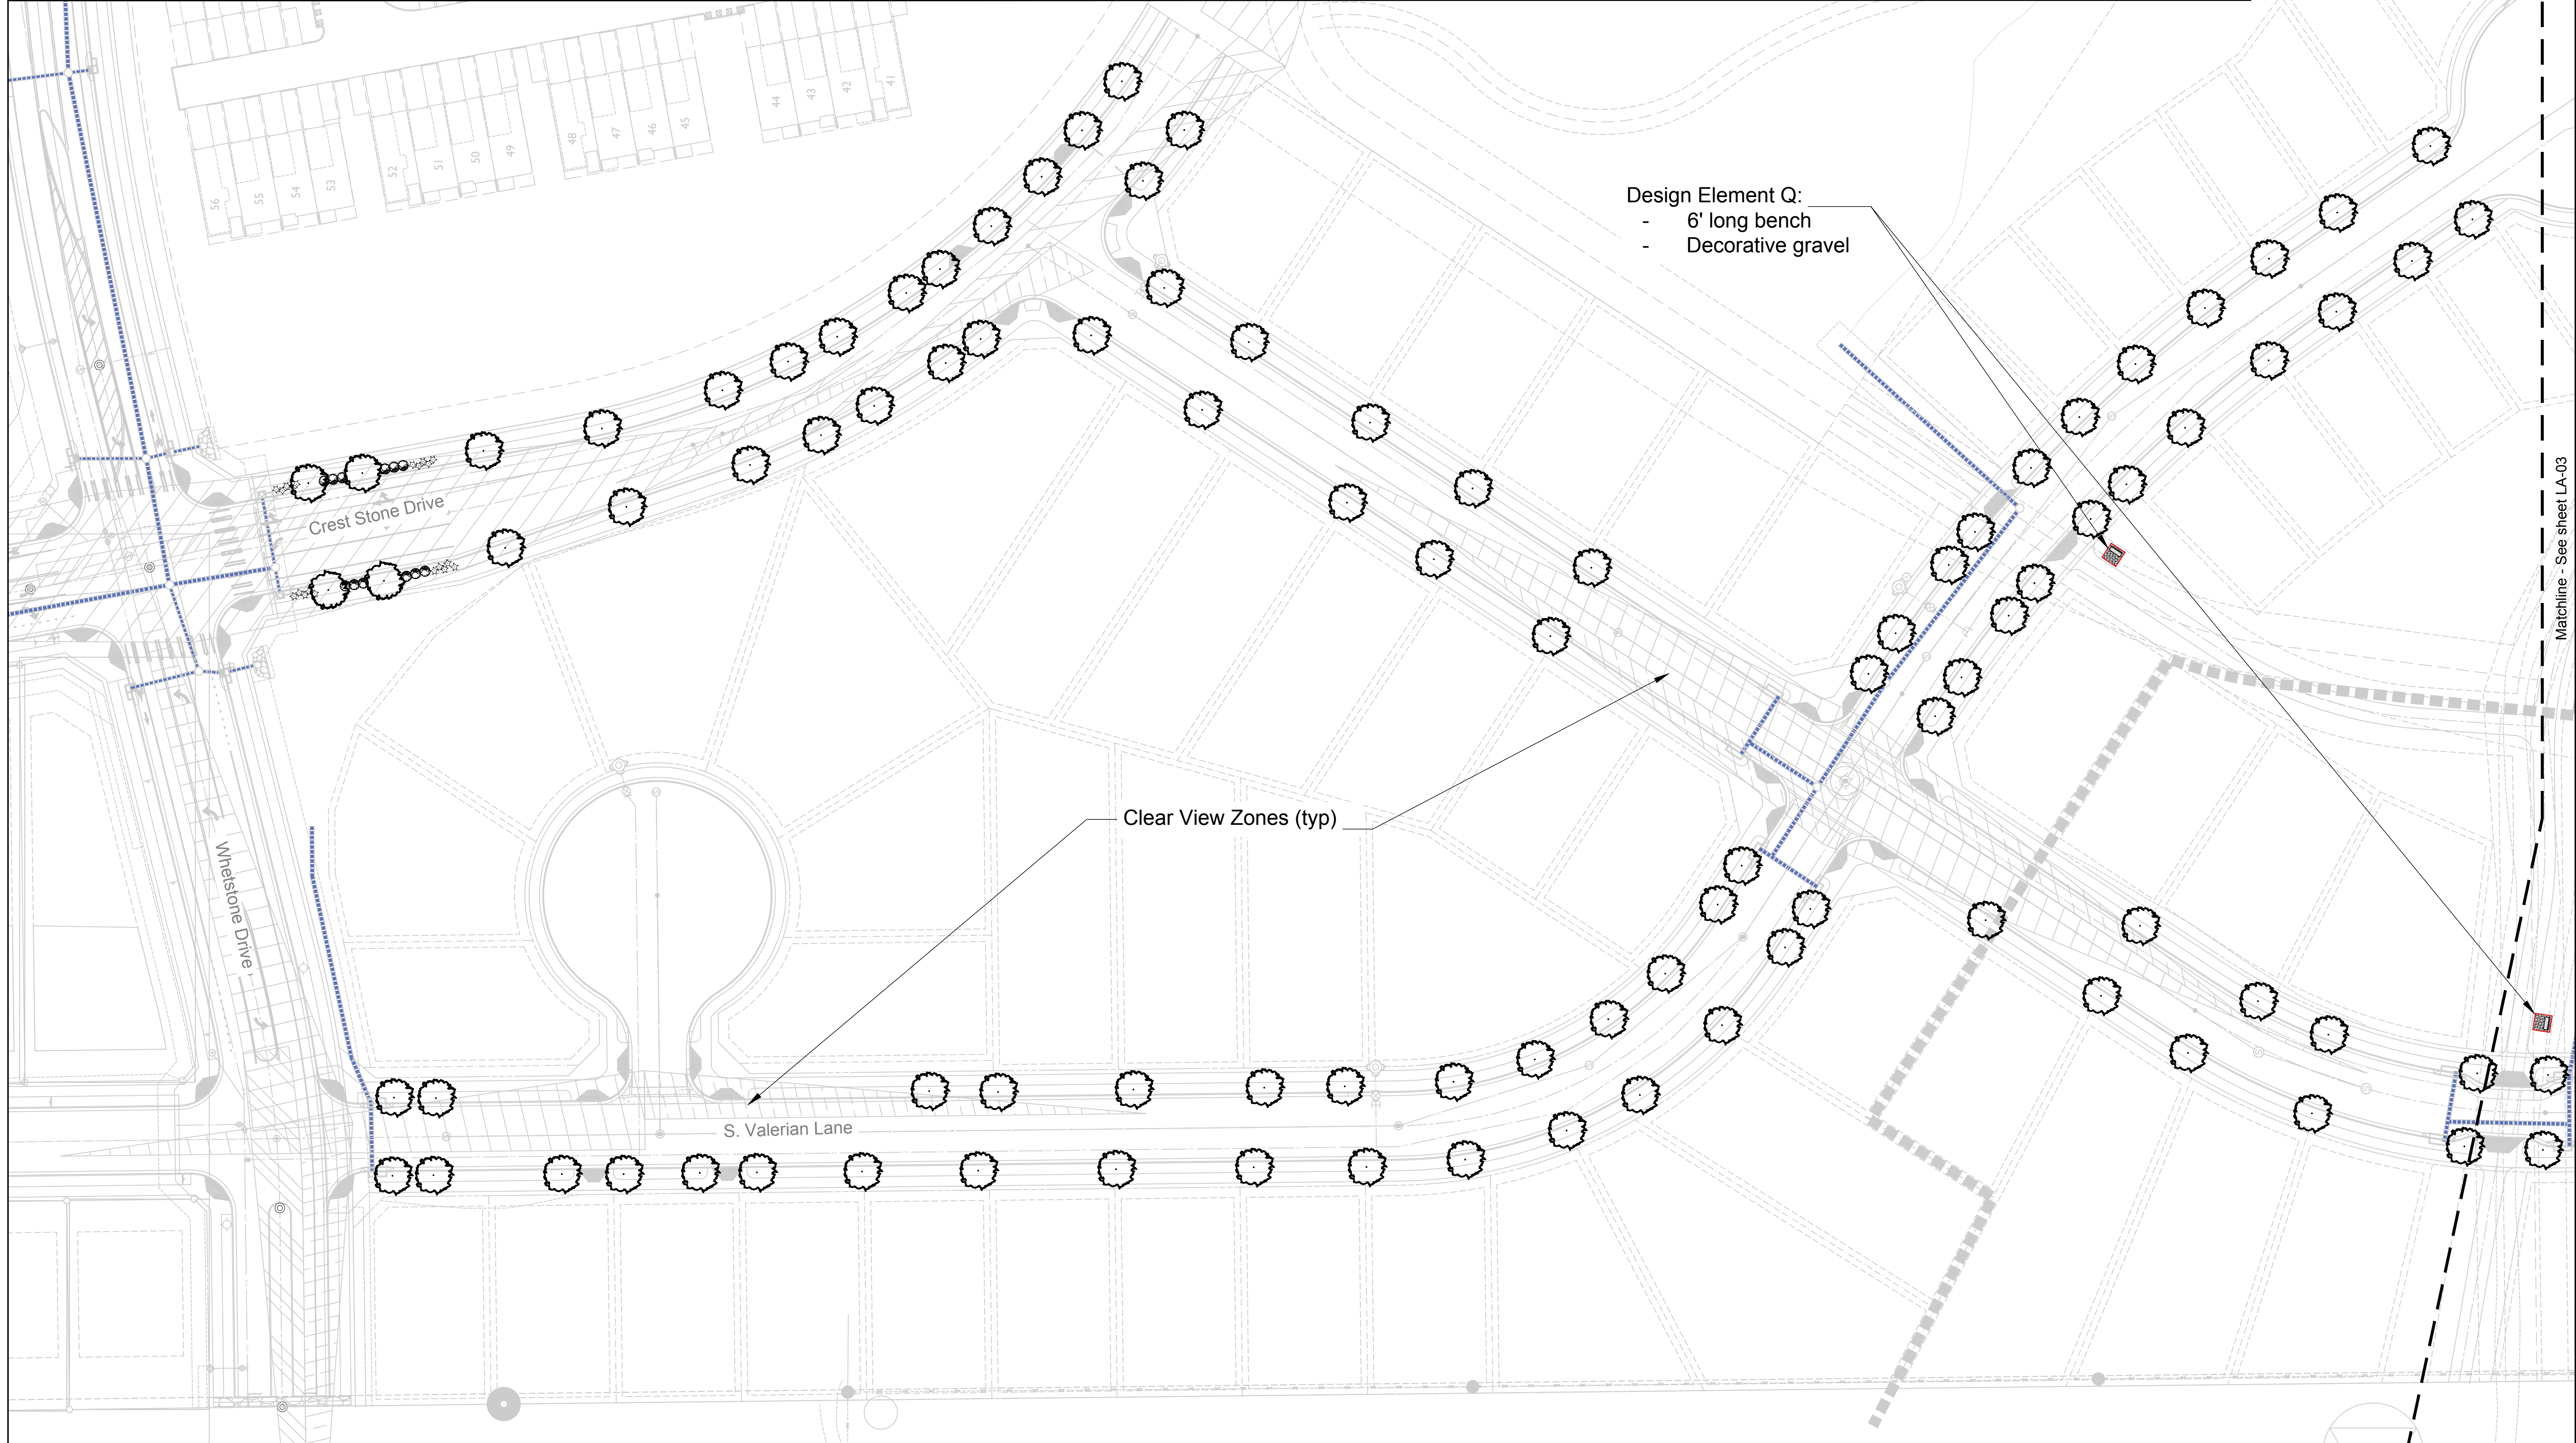 56
55
54
53
52
51
50
49
48
47
46
45
44
43
42
41
Design Element Q:
- 6' long bench
- Decorative gravel
Crest Stone Drive
Matchline - See sheet LA-03
Clear View Zones (typ)
Whetstone Drive
S. Valerian Lane